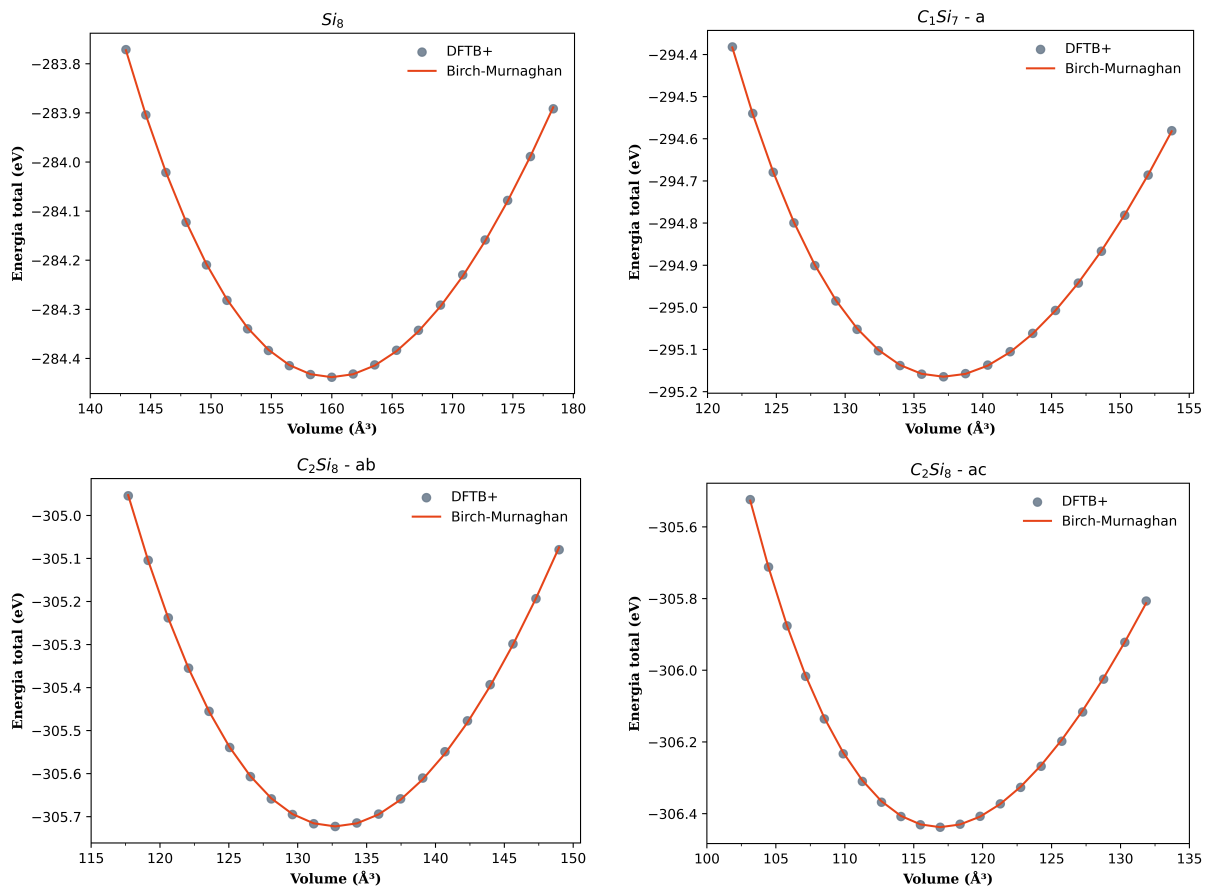 Si₈
DFTB+
Birch-Murnaghan
Energia total (eV)
−283.8
−283.9
−284.0
−284.1
−284.2
−284.3
−284.4
140 145 150 155 160 165 170 175 180
Volume (Å³)
C₁Si₇ - a
DFTB+
Birch-Murnaghan
Energia total (eV)
−294.4
−294.5
−294.6
−294.7
−294.8
−294.9
−295.0
−295.1
−295.2
120 125 130 135 140 145 150 155
Volume (Å³)
C₂Si₈ - ab
DFTB+
Birch-Murnaghan
Energia total (eV)
−305.0
−305.1
−305.2
−305.3
−305.4
−305.5
−305.6
−305.7
115 120 125 130 135 140 145 150
Volume (Å³)
C₂Si₈ - ac
DFTB+
Birch-Murnaghan
Energia total (eV)
−305.6
−305.8
−306.0
−306.2
−306.4
100 105 110 115 120 125 130 135
Volume (Å³)